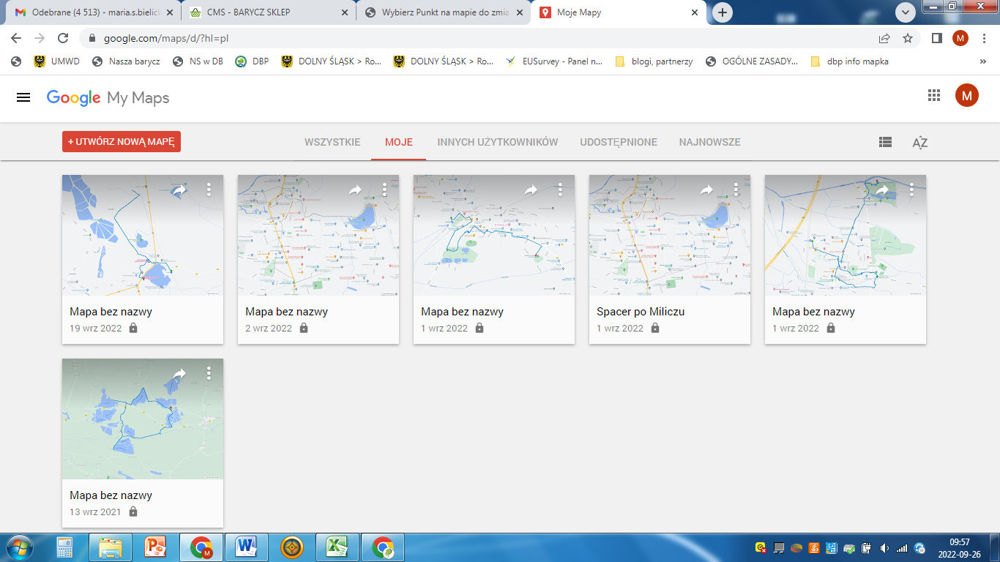 Odebrane (4 513) - maria.s.bielic
CMS - BARYCZ SKLEP
Wybierz Punkt na mapie do zmia
Moje Mapy
google.com/maps/d/?hl=pl
M
UMWD
Nasza barycz
NS w DB
DBP
DOLNY ŚLĄSK > Ro...
DOLNY ŚLĄSK > Ro...
EUSurvey - Panel n...
blogi, partnerzy
OGÓLNE ZASADY...
dbp info mapka
»
Google My Maps
M
+ UTWÓRZ NOWĄ MAPĘ
WSZYSTKIE
MOJE
INNYCH UŻYTKOWNIKÓW
UDOSTĘPNIONE
NAJNOWSZE
AZ
Mapa bez nazwy
19 wrz 2022
Mapa bez nazwy
2 wrz 2022
Mapa bez nazwy
1 wrz 2022
Spacer po Miliczu
1 wrz 2022
Mapa bez nazwy
1 wrz 2022
Mapa bez nazwy
13 wrz 2021
09:57
2022-09-26